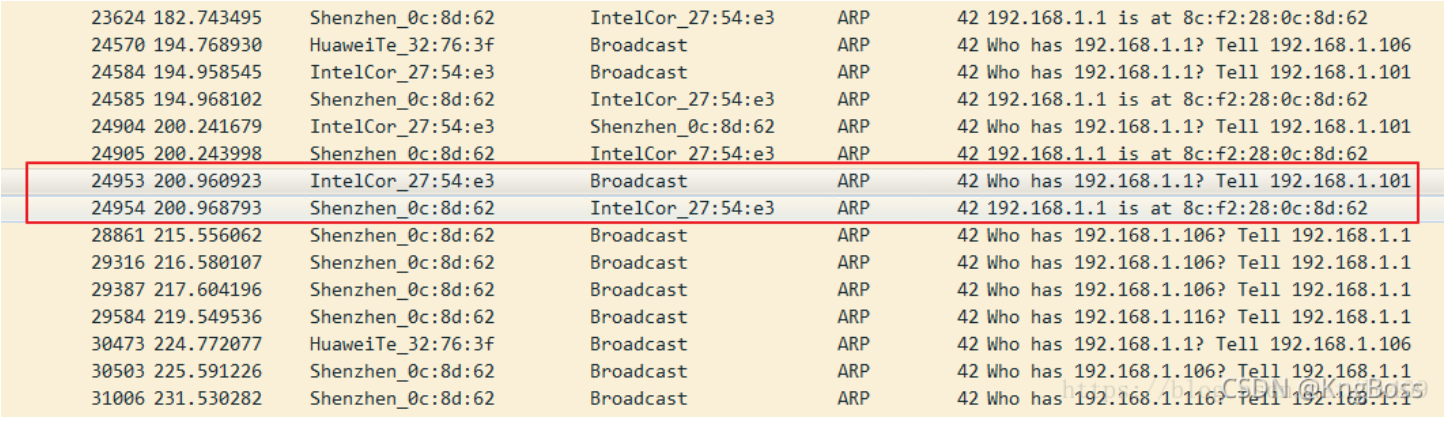 23624 182.743495 Shenzhen_0c:8d:62 IntelCor_27:54:e3 ARP 42 192.168.1.1 is at 8c:f2:28:0c:8d:62
24570 194.768930 HuaweiTe_32:76:3f Broadcast ARP 42 Who has 192.168.1.1? Tell 192.168.1.106
24584 194.958545 IntelCor_27:54:e3 Broadcast ARP 42 Who has 192.168.1.1? Tell 192.168.1.101
24585 194.968102 Shenzhen_0c:8d:62 IntelCor_27:54:e3 ARP 42 192.168.1.1 is at 8c:f2:28:0c:8d:62
24904 200.241679 IntelCor_27:54:e3 Shenzhen_0c:8d:62 ARP 42 Who has 192.168.1.1? Tell 192.168.1.101
24905 200.243998 Shenzhen_0c:8d:62 IntelCor_27:54:e3 ARP 42 192.168.1.1 is at 8c:f2:28:0c:8d:62
24953 200.960923 IntelCor_27:54:e3 Broadcast ARP 42 Who has 192.168.1.1? Tell 192.168.1.101
24954 200.968793 Shenzhen_0c:8d:62 IntelCor_27:54:e3 ARP 42 192.168.1.1 is at 8c:f2:28:0c:8d:62
28861 215.556062 Shenzhen_0c:8d:62 Broadcast ARP 42 Who has 192.168.1.106? Tell 192.168.1.1
29316 216.580107 Shenzhen_0c:8d:62 Broadcast ARP 42 Who has 192.168.1.106? Tell 192.168.1.1
29387 217.604196 Shenzhen_0c:8d:62 Broadcast ARP 42 Who has 192.168.1.106? Tell 192.168.1.1
29584 219.549536 Shenzhen_0c:8d:62 Broadcast ARP 42 Who has 192.168.1.116? Tell 192.168.1.1
30473 224.772077 HuaweiTe_32:76:3f Broadcast ARP 42 Who has 192.168.1.1? Tell 192.168.1.106
30503 225.591226 Shenzhen_0c:8d:62 Broadcast ARP 42 Who has 192.168.1.106? Tell 192.168.1.1
31006 231.530282 Shenzhen_0c:8d:62 Broadcast ARP 42 Who has 192.168.1.116? Tell 192.168.1.1
CSDN @KngBoss